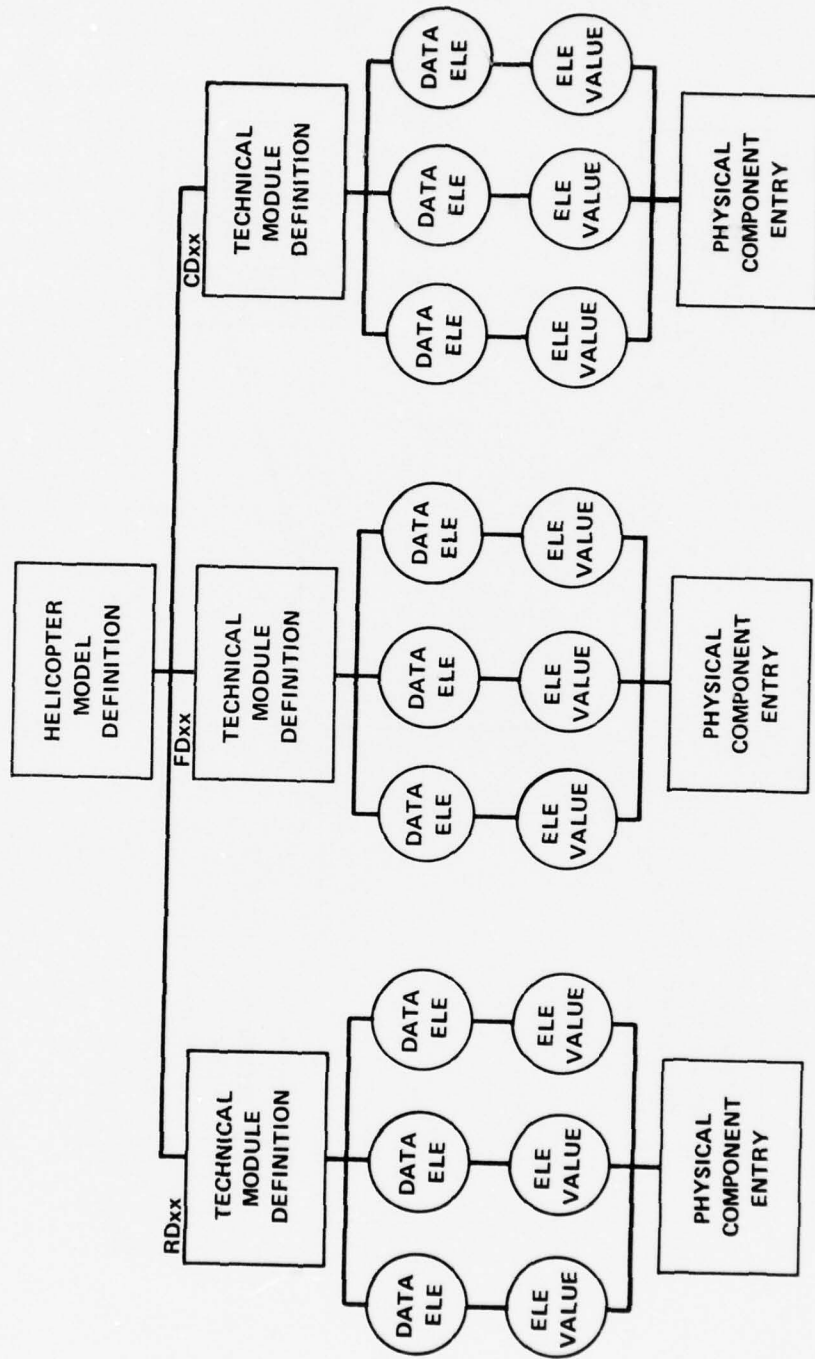 HELICOPTER
MODEL
DEFINITION
RDxx
FDxx
CDxx
TECHNICAL
MODULE
DEFINITION
TECHNICAL
MODULE
DEFINITION
TECHNICAL
MODULE
DEFINITION
DATA
ELE
DATA
ELE
DATA
ELE
DATA
ELE
DATA
ELE
DATA
ELE
DATA
ELE
DATA
ELE
DATA
ELE
ELE
VALUE
ELE
VALUE
ELE
VALUE
ELE
VALUE
ELE
VALUE
ELE
VALUE
ELE
VALUE
ELE
VALUE
ELE
VALUE
PHYSICAL
COMPONENT
ENTRY
PHYSICAL
COMPONENT
ENTRY
PHYSICAL
COMPONENT
ENTRY